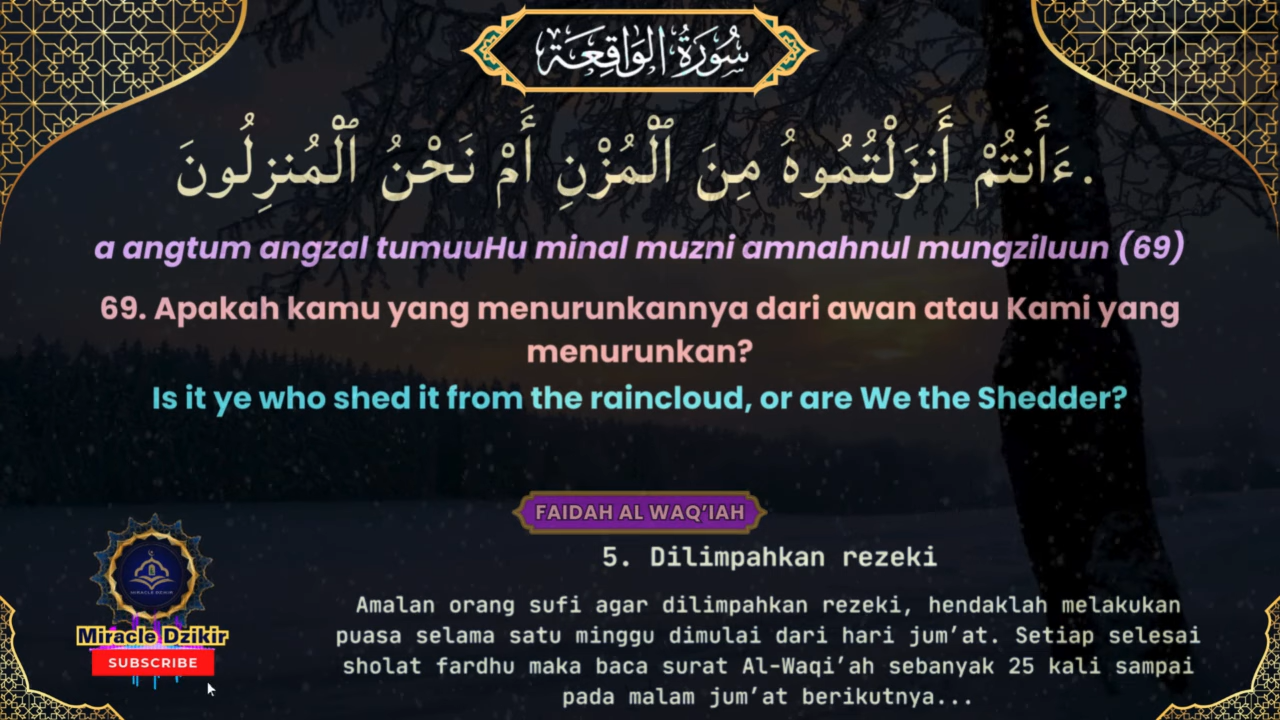 سُورَةُ الوَاقِعَة
ءَأَنتُمْ أَنزَلْتُمُوهُ مِنَ ٱلْمُزْنِ أَمْ نَحْنُ ٱلْمُنزِلُونَ.
a angtum angzal tumuuHu minal muzni amnahnul mungziluun (69)
69. Apakah kamu yang menurunkannya dari awan atau Kami yang
menurunkan?
Is it ye who shed it from the raincloud, or are We the Shedder?
FAIDAH AL WAQ’IAH
5. Dilimpahkan rezeki
Amalan orang sufi agar dilimpahkan rezeki, hendaklah melakukan
puasa selama satu minggu dimulai dari hari jum’at. Setiap selesai
sholat fardhu maka baca surat Al-Waqi’ah sebanyak 25 kali sampai
pada malam jum’at berikutnya...
MIRACLE DZIKIR
Miracle Dzikir
SUBSCRIBE